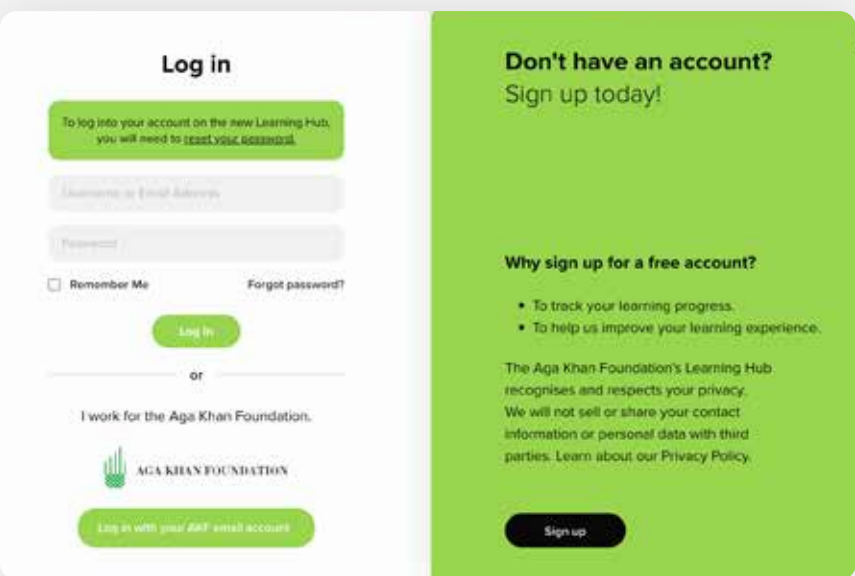 Log in
To log into your account on the new Learning Hub,
you will need to reset your password.
Username or Email Address
Password
Remember Me
Forgot password?
Log in
or
I work for the Aga Khan Foundation.
AGA KHAN FOUNDATION
Log in with your AKF email account
Don't have an account?
Sign up today!
Why sign up for a free account?
• To track your learning progress.
• To help us improve your learning experience.
The Aga Khan Foundation's Learning Hub
recognises and respects your privacy.
We will not sell or share your contact
information or personal data with third
parties. Learn about our Privacy Policy.
Sign up